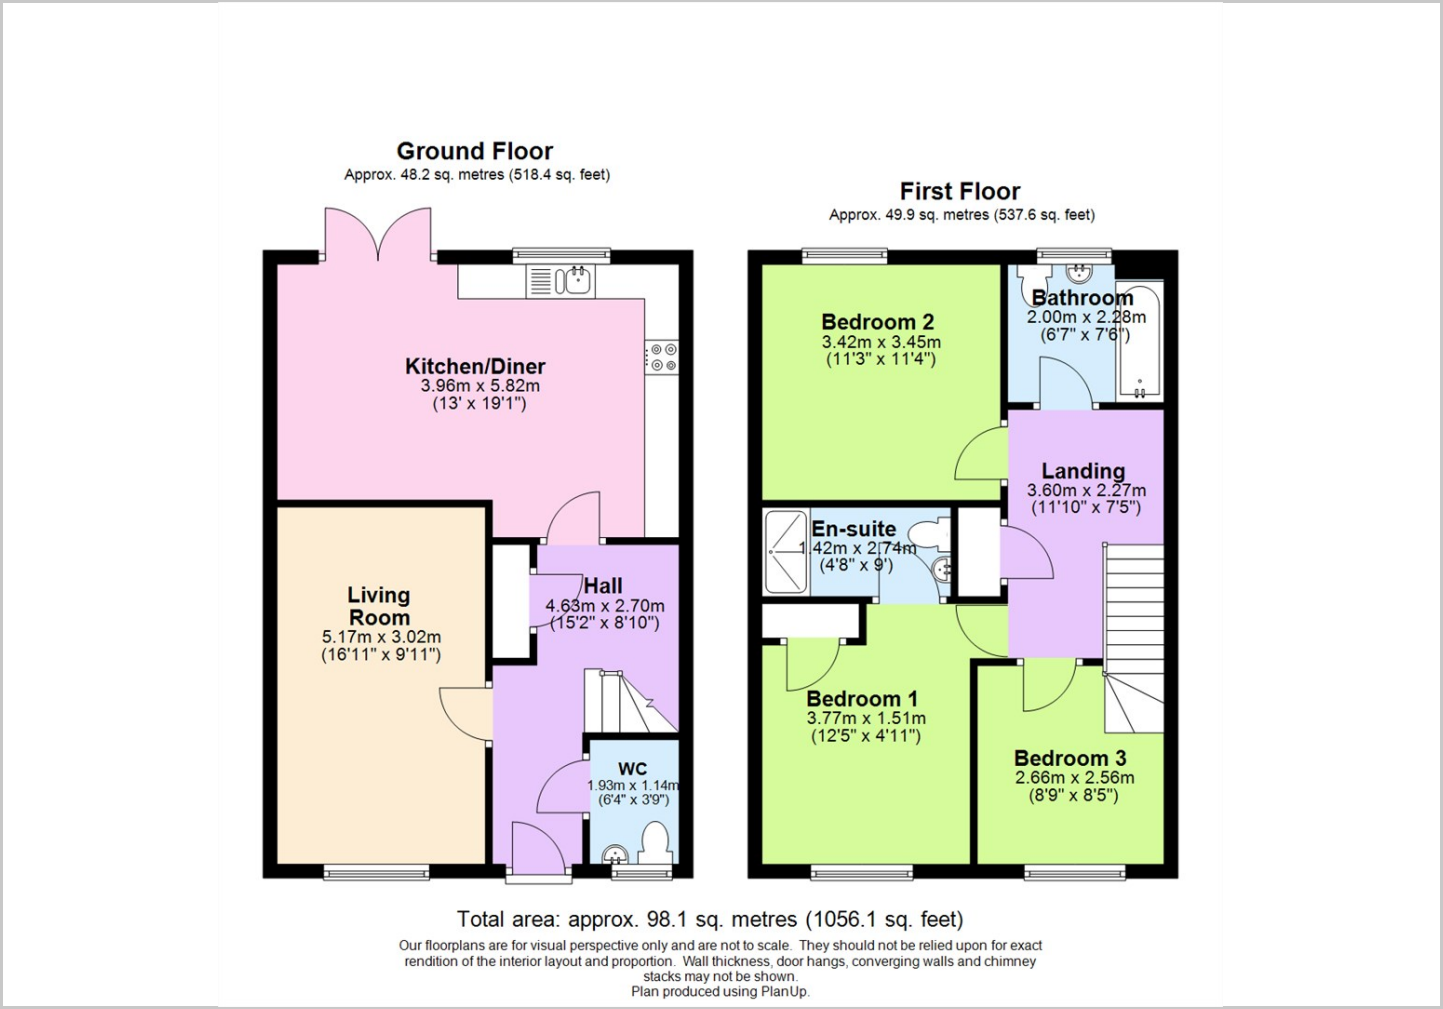 Ground Floor
Approx. 48.2 sq. metres (518.4 sq. feet)
Kitchen/Diner
3.96m x 5.82m
(13' x 19'1")
Living
Room
5.17m x 3.02m
(16'11" x 9'11")
Hall
4.63m x 2.70m
(15'2" x 8'10")
WC
1.93m x 1.14m
(6'4" x 3'9")
First Floor
Approx. 49.9 sq. metres (537.6 sq. feet)
Bedroom 2
3.42m x 3.45m
(11'3" x 11'4")
Bathroom
2.00m x 2.28m
(6'7" x 7'6")
Landing
3.60m x 2.27m
(11'10" x 7'5")
En-suite
1.42m x 2.74m
(4'8" x 9')
Bedroom 1
3.77m x 1.51m
(12'5" x 4'11")
Bedroom 3
2.66m x 2.56m
(8'9" x 8'5")
Total area: approx. 98.1 sq. metres (1056.1 sq. feet)
Our floorplans are for visual perspective only and are not to scale. They should not be relied upon for exact
rendition of the interior layout and proportion. Wall thickness, door hangs, converging walls and chimney
stacks may not be shown.
Plan produced using PlanUp.